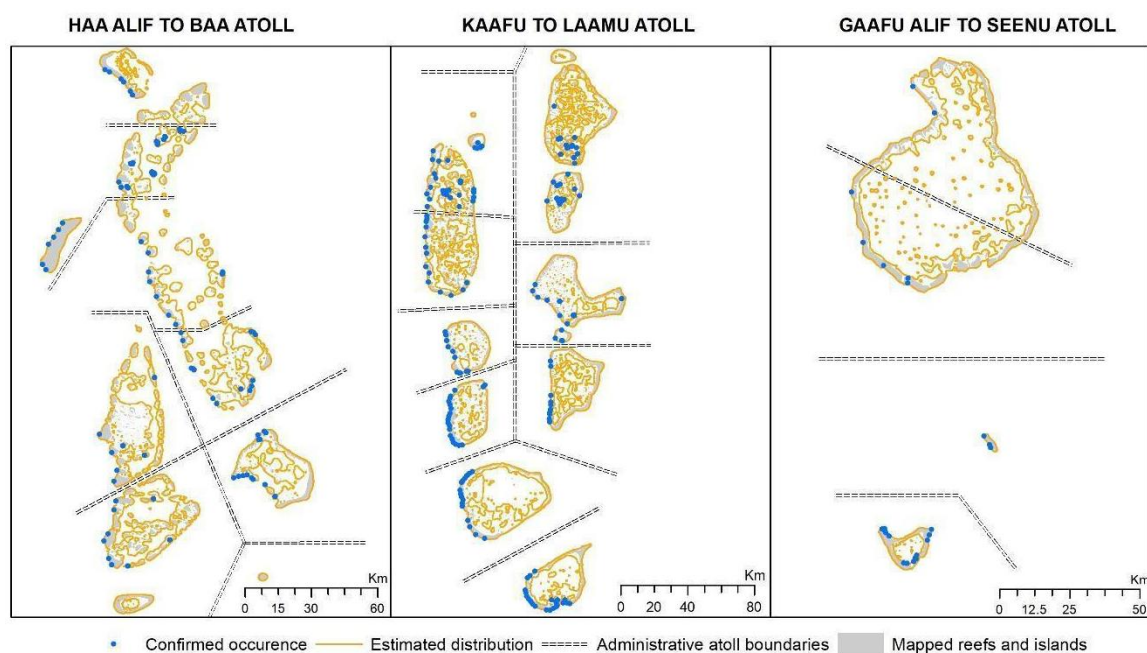 HAA ALIF TO BAA ATOLL
KAAFU TO LAAMU ATOLL
GAAFU ALIF TO SEENU ATOLL
Km
0 15 30 60
Km
0 20 40 80
Km
0 12.5 25 50
Confirmed occurence
Estimated distribution
Administrative atoll boundaries
Mapped reefs and islands